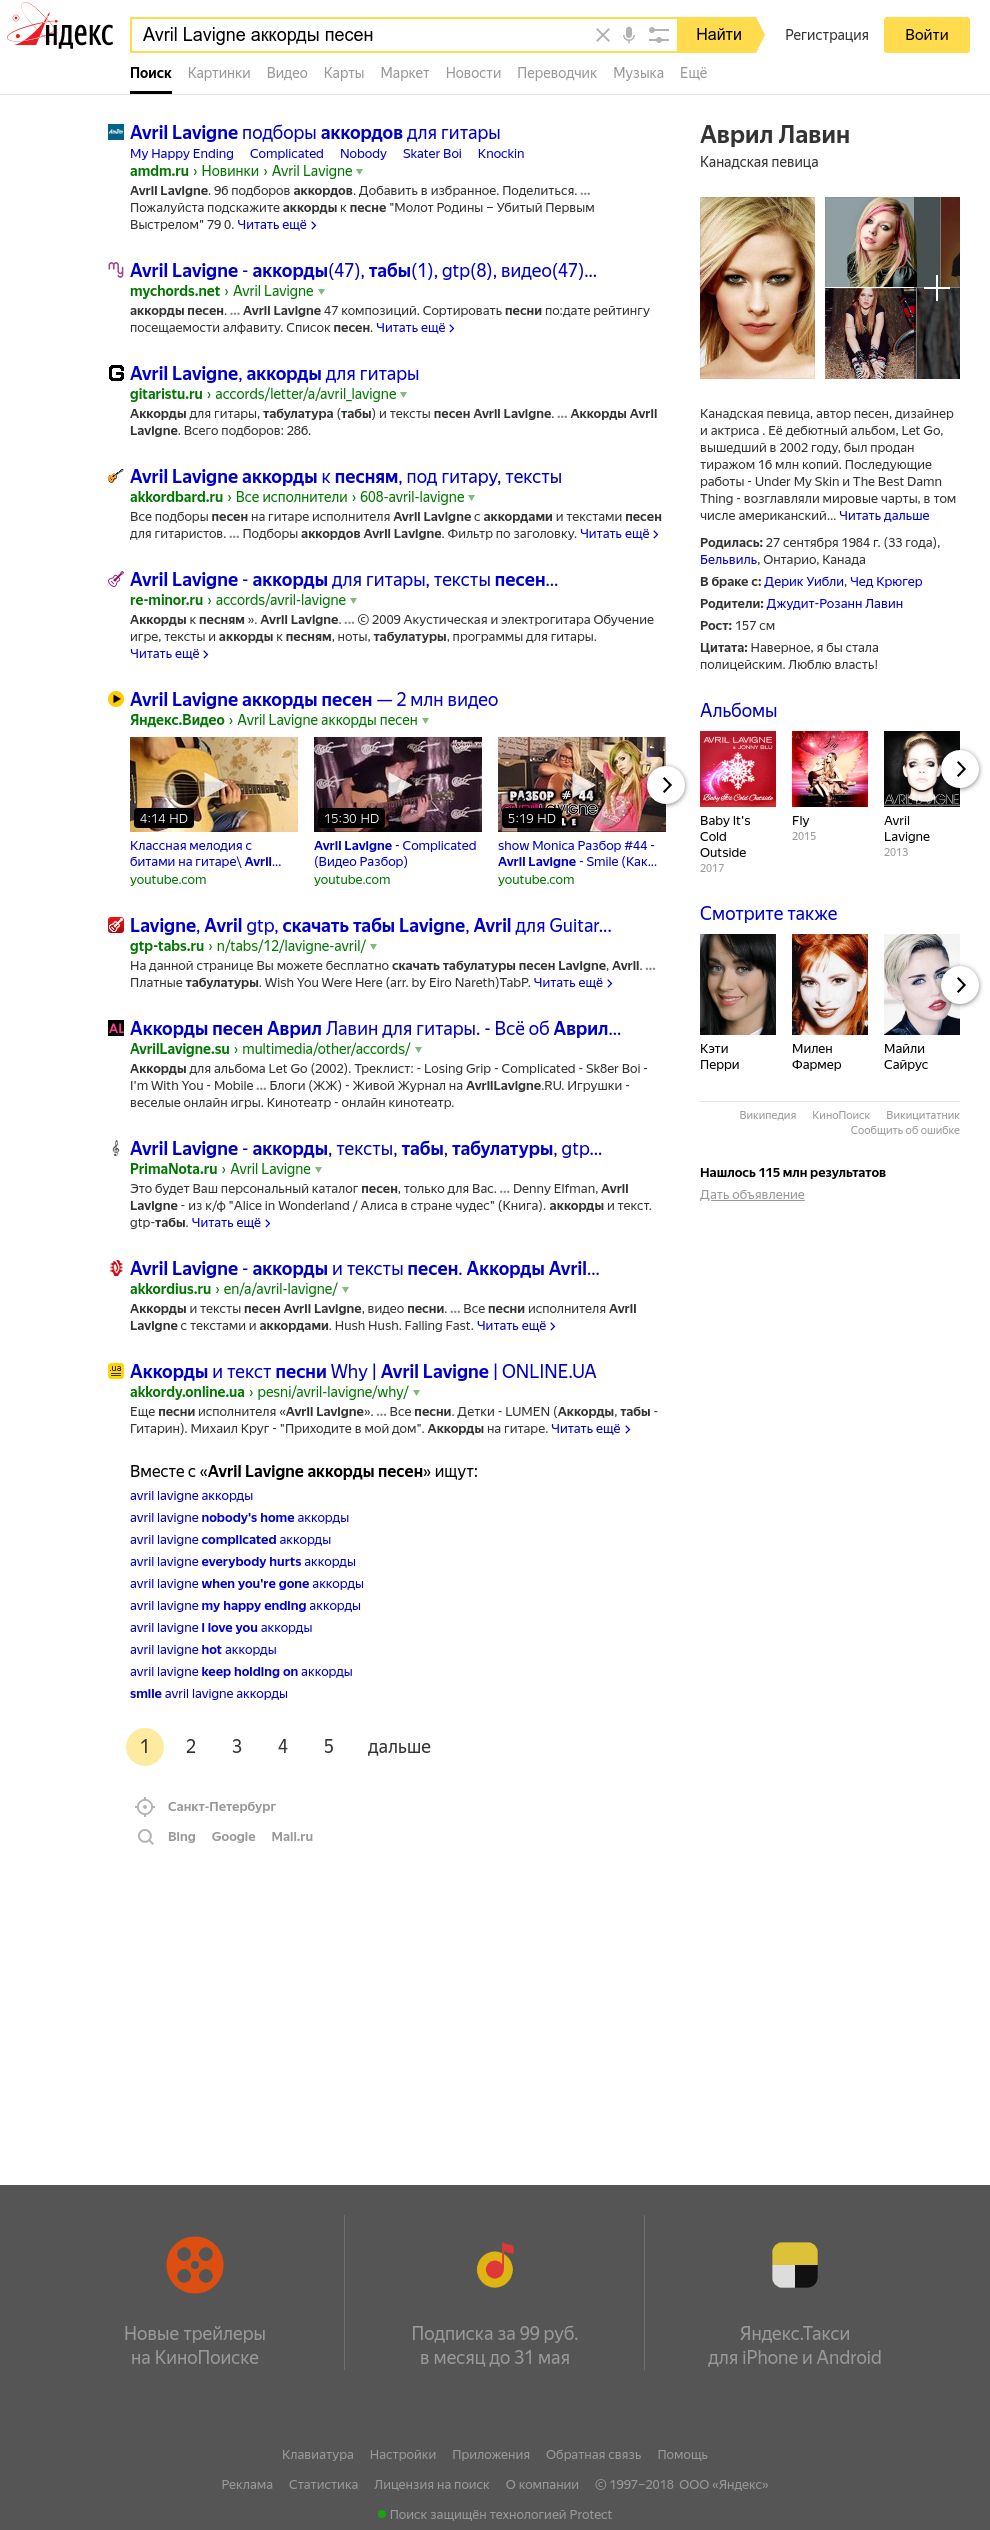 Яндекс
Avril Lavigne аккорды песен
Найти
Регистрация
Войти
Поиск Картинки Видео Карты Маркет Новости Переводчик Музыка Ещё
Avril Lavigne подборы аккордов для гитары
My Happy Ending Complicated Nobody Skater Boi Knockin
amdm.ru › Новинки › Avril Lavigne
Avril Lavigne. 96 подборов аккордов. Добавить в избранное. Поделиться. ...
Пожалуйста подскажите аккорды к песне "Молот Родины – Убитый Первым
Выстрелом" 79 0. Читать ещё
Avril Lavigne - аккорды(47), табы(1), gtp(8), видео(47)...
mychords.net › Avril Lavigne
аккорды песен. ... Avril Lavigne 47 композиций. Сортировать песни по:дате рейтингу
посещаемости алфавиту. Список песен. Читать ещё
Avril Lavigne, аккорды для гитары
gitaristu.ru › accords/letter/a/avril_lavigne
Аккорды для гитары, табулатура (табы) и тексты песен Avril Lavigne. ... Аккорды Avril
Lavigne. Всего подборов: 286.
Avril Lavigne аккорды к песням, под гитару, тексты
akkordbard.ru › Все исполнители › 608-avril-lavigne
Все подборы песен на гитаре исполнителя Avril Lavigne с аккордами и текстами песен
для гитаристов. ... Подборы аккордов Avril Lavigne. Фильтр по заголовку. Читать ещё
Avril Lavigne - аккорды для гитары, тексты песен...
re-minor.ru › accords/avril-lavigne
Аккорды к песням ». Avril Lavigne. ... © 2009 Акустическая и электрогитара Обучение
игре, тексты и аккорды к песням, ноты, табулатуры, программы для гитары.
Читать ещё
Avril Lavigne аккорды песен — 2 млн видео
Яндекс.Видео › Avril Lavigne аккорды песен
4:14 HD
15:30 HD
РАЗБОР # 44
5:19 HD
Классная мелодия с
битами на гитаре\ Avril...
youtube.com
Avril Lavigne - Complicated
(Видео Разбор)
youtube.com
show Monica Разбор #44 -
Avril Lavigne - Smile (Как...
youtube.com
Lavigne, Avril gtp, скачать табы Lavigne, Avril для Guitar...
gtp-tabs.ru › n/tabs/12/lavigne-avril/
На данной странице Вы можете бесплатно скачать табулатуры песен Lavigne, Avril. ...
Платные табулатуры. Wish You Were Here (arr. by Eiro Nareth)TabP. Читать ещё
AL
Аккорды песен Аврил Лавин для гитары. - Всё об Аврил...
AvrilLavigne.su › multimedia/other/accords/
Аккорды для альбома Let Go (2002). Треклист: - Losing Grip - Complicated - Sk8er Boi -
I'm With You - Mobile ... Блоги (ЖЖ) - Живой Журнал на AvrilLavigne.RU. Игрушки -
веселые онлайн игры. Кинотеатр - онлайн кинотеатр.
Avril Lavigne - аккорды, тексты, табы, табулатуры, gtp...
PrimaNota.ru › Avril Lavigne
Это будет Ваш персональный каталог песен, только для Вас. ... Denny Elfman, Avril
Lavigne - из к/ф "Alice in Wonderland / Алиса в стране чудес" (Книга). аккорды и текст.
gtp-табы. Читать ещё
Avril Lavigne - аккорды и тексты песен. Аккорды Avril...
akkordius.ru › en/a/avril-lavigne/
Аккорды и тексты песен Avril Lavigne, видео песни. ... Все песни исполнителя Avril
Lavigne с текстами и аккордами. Hush Hush. Falling Fast. Читать ещё
.ua
Аккорды и текст песни Why | Avril Lavigne | ONLINE.UA
akkordy.online.ua › pesni/avril-lavigne/why/
Еще песни исполнителя «Avril Lavigne». ... Все песни. Детки - LUMEN (Аккорды, табы -
Гитарин). Михаил Круг - "Приходите в мой дом". Аккорды на гитаре. Читать ещё
Вместе с «Avril Lavigne аккорды песен» ищут:
avril lavigne аккорды
avril lavigne nobody's home аккорды
avril lavigne complicated аккорды
avril lavigne everybody hurts аккорды
avril lavigne when you're gone аккорды
avril lavigne my happy ending аккорды
avril lavigne i love you аккорды
avril lavigne hot аккорды
avril lavigne keep holding on аккорды
smile avril lavigne аккорды
1 2 3 4 5 дальше
Санкт-Петербург
Bing Google Mail.ru
Аврил Лавин
Канадская певица
Канадская певица, автор песен, дизайнер
и актриса . Её дебютный альбом, Let Go,
вышедший в 2002 году, был продан
тиражом 16 млн копий. Последующие
работы - Under My Skin и The Best Damn
Thing - возглавляли мировые чарты, в том
числе американский... Читать дальше
Родилась: 27 сентября 1984 г. (33 года),
Бельвиль, Онтарио, Канада
В браке с: Дерик Уибли, Чед Крюгер
Родители: Джудит-Розанн Лавин
Рост: 157 см
Цитата: Наверное, я бы стала
полицейским. Люблю власть!
Альбомы
AVRIL LAVIGNE
& JONNY BLU
Baby It's Cold Outside
Fly
AVRIL LAVIGNE
Baby It's
Cold
Outside
2017
Fly
2015
Avril
Lavigne
2013
Смотрите также
Кэти
Перри
Милен
Фармер
Майли
Сайрус
Википедия КиноПоиск Викицитатник
Сообщить об ошибке
Нашлось 115 млн результатов
Дать объявление
Новые трейлеры
на КиноПоиске
Подписка за 99 руб.
в месяц до 31 мая
Яндекс.Такси
для iPhone и Android
Клавиатура Настройки Приложения Обратная связь Помощь
Реклама Статистика Лицензия на поиск О компании © 1997–2018 ООО «Яндекс»
Поиск защищён технологией Protect